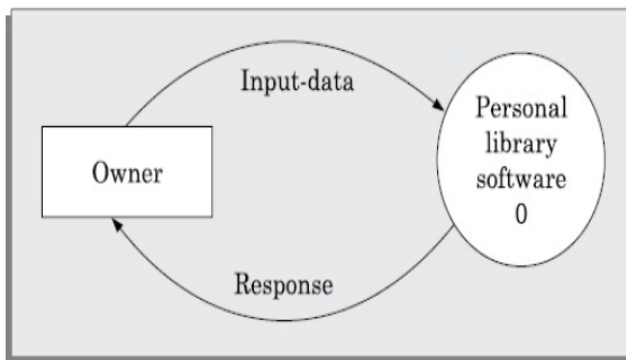 Input-data
Owner
Personal
library
software
0
Response